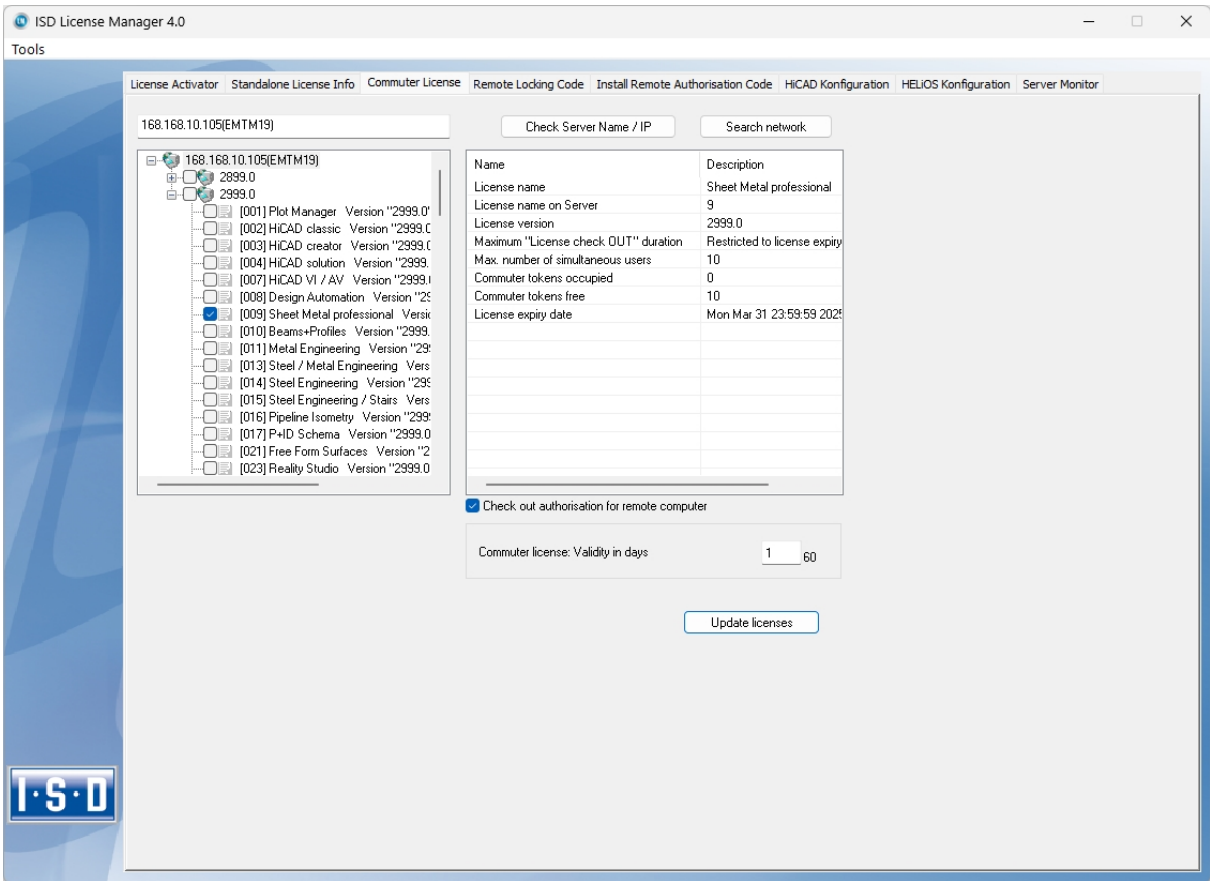 ISD License Manager 4.0
Tools
License Activator Standalone License Info Commuter License Remote Locking Code Install Remote Authorisation Code HiCAD Konfiguration HELiOS Konfiguration Server Monitor
168.168.10.105(EMTM19)
Check Server Name / IP
Search network
168.168.10.105(EMTM19)
2899.0
2999.0
[001] Plot Manager Version "2999.0"
[002] HiCAD classic Version "2999.0
[003] HiCAD creator Version "2999.0
[004] HiCAD solution Version "2999.
[007] HiCAD VI / AV Version "2999.
[008] Design Automation Version "29
[009] Sheet Metal professional Versio
[010] Beams+Profiles Version "2999.
[011] Metal Engineering Version "299
[013] Steel / Metal Engineering Vers
[014] Steel Engineering Version "299
[015] Steel Engineering / Stairs Vers
[016] Pipeline Isometry Version "2999
[017] P+ID Schema Version "2999.0
[021] Free Form Surfaces Version "2
[023] Reality Studio Version "2999.0
Name Description
License name Sheet Metal professional
License name on Server 9
License version 2999.0
Maximum "License check OUT" duration Restricted to license expiry
Max. number of simultaneous users 10
Commuter tokens occupied 0
Commuter tokens free 10
License expiry date Mon Mar 31 23:59:59 2025
Check out authorisation for remote computer
Commuter license: Validity in days 1 60
Update licenses
I·S·D